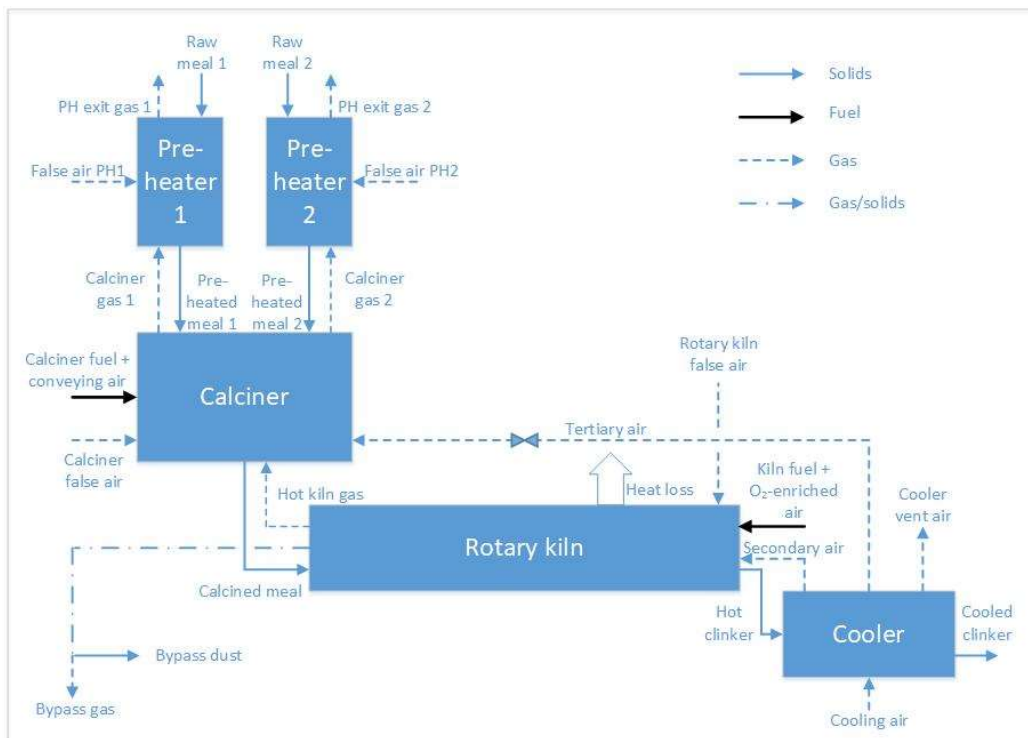 Raw
meal 1
Raw
meal 2
Solids
PH exit gas 1
PH exit gas 2
Fuel
Pre-
heater
1
Pre-
heater
2
False air PH1
False air PH2
Gas
Gas/solids
Calciner
gas 1
Pre-
heated
meal 1
Pre-
heated
meal 2
Calciner
gas 2
Calciner fuel +
conveying air
Calciner
Rotary kiln
false air
Tertiary air
Calciner
false air
Hot kiln gas
Heat loss
Kiln fuel +
O₂-enriched
air
Cooler
vent air
Rotary kiln
Secondary air
Calcined meal
Hot
clinker
Cooler
Cooled
clinker
Bypass dust
Bypass gas
Cooling air